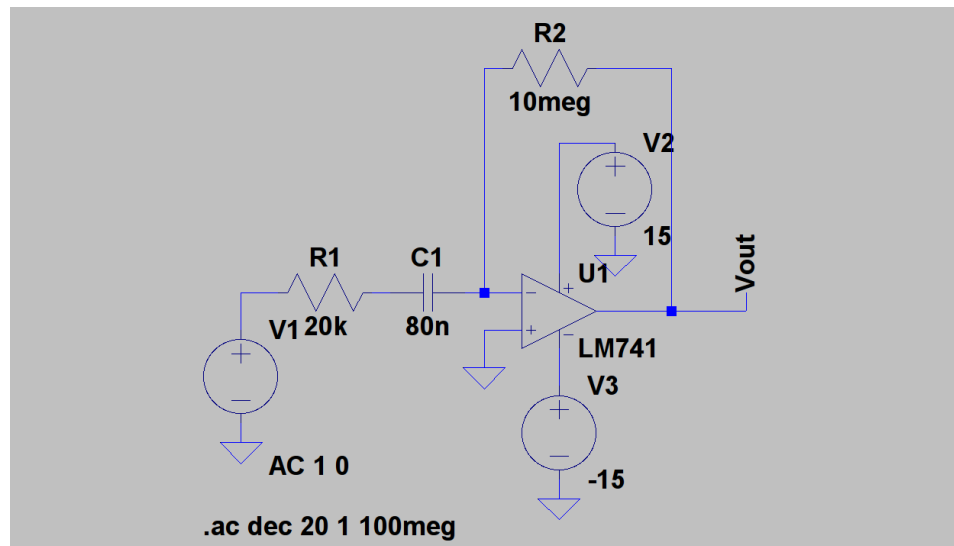 R2
10meg
V2
15
R1
C1
U1
Vout
V1
20k
80n
LM741
V3
AC 1 0
-15
.ac dec 20 1 100meg